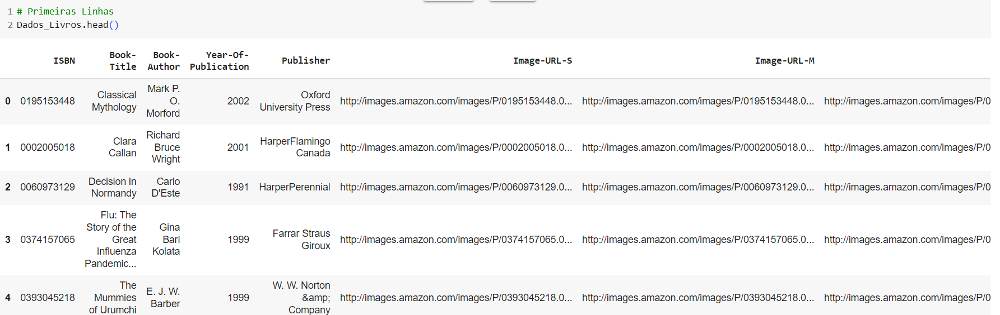 1 # Primeiras Linhas
2 Dados_Livros.head()
ISBN Book-Title Book-Author Year-Of-Publication Publisher Image-URL-S Image-URL-M
0 0195153448 Classical Mythology Mark P. O. Morford 2002 Oxford University Press http://images.amazon.com/images/P/0195153448.0... http://images.amazon.com/images/P/0195153448.0... http://images.amazon.com/images/P/0
1 0002005018 Clara Callan Richard Bruce Wright 2001 HarperFlamingo Canada http://images.amazon.com/images/P/0002005018.0... http://images.amazon.com/images/P/0002005018.0... http://images.amazon.com/images/P/0
2 0060973129 Decision in Normandy Carlo D'Este 1991 HarperPerennial http://images.amazon.com/images/P/0060973129.0... http://images.amazon.com/images/P/0060973129.0... http://images.amazon.com/images/P/0
3 0374157065 Flu: The Story of the Great Influenza Pandemic... Gina Bari Kolata 1999 Farrar Straus Giroux http://images.amazon.com/images/P/0374157065.0... http://images.amazon.com/images/P/0374157065.0... http://images.amazon.com/images/P/0
4 0393045218 The Mummies of Urumchi E. J. W. Barber 1999 W. W. Norton &amp; Company http://images.amazon.com/images/P/0393045218.0... http://images.amazon.com/images/P/0393045218.0... http://images.amazon.com/images/P/0